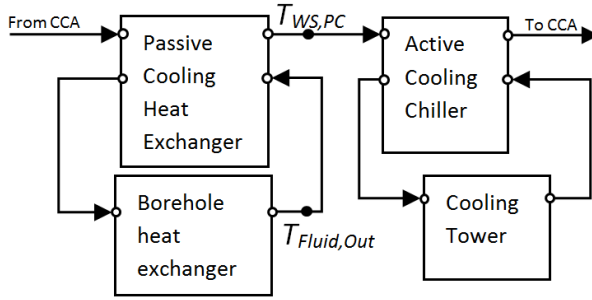 From CCA
T_WS,PC
To CCA
Passive
Cooling
Heat
Exchanger
Active
Cooling
Chiller
Borehole
heat
exchanger
T_Fluid,Out
Cooling
Tower